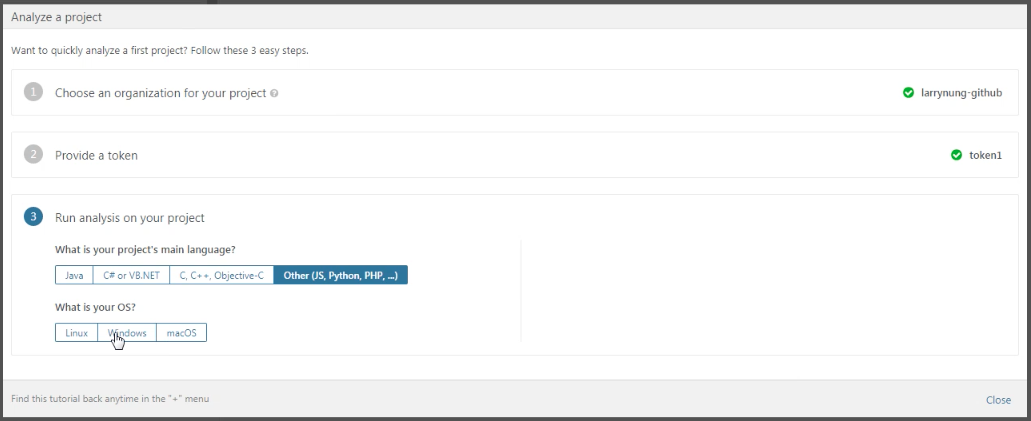 Analyze a project
Want to quickly analyze a first project? Follow these 3 easy steps.
1 Choose an organization for your project ? larrynung-github
2 Provide a token token1
3 Run analysis on your project
What is your project's main language?
Java C# or VB.NET C, C++, Objective-C Other (JS, Python, PHP, ...)
What is your OS?
Linux Windows macOS
Find this tutorial back anytime in the "+" menu Close